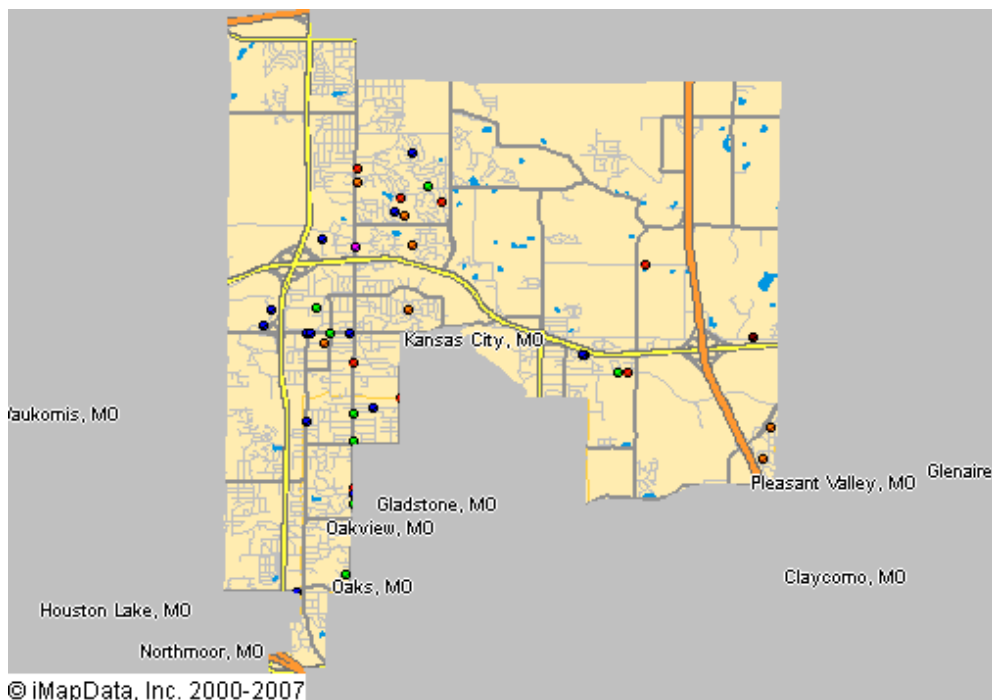 Kansas City, MO
Waukomis, MO
Pleasant Valley, MO
Glenaire
Gladstone, MO
Oakview, MO
Claycomo, MO
Oaks, MO
Houston Lake, MO
Northmoor, MO
© iMapData, Inc. 2000-2007